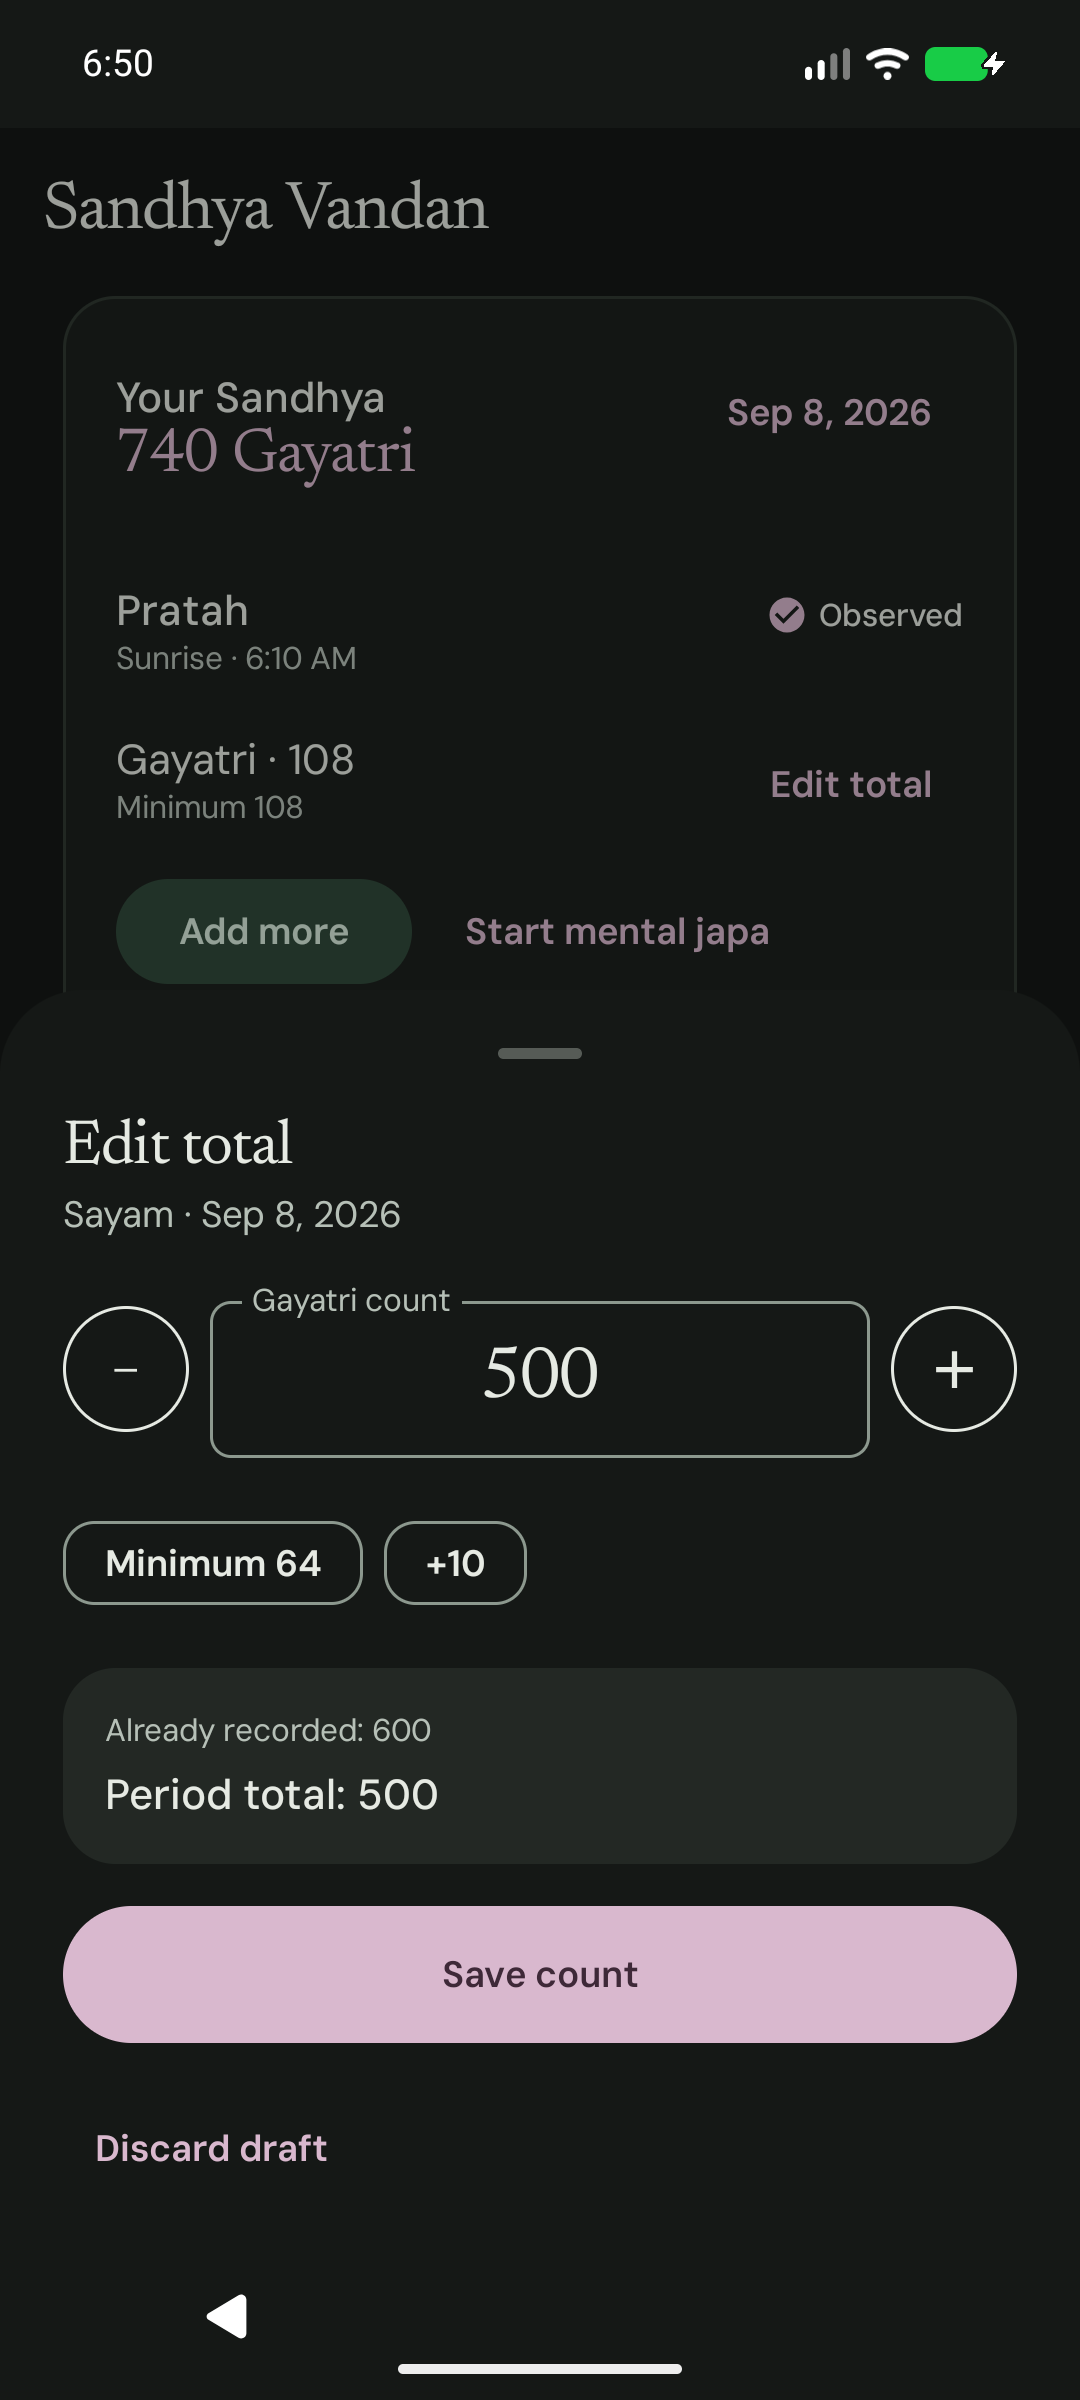 6:50
Sandhya Vandan
Your Sandhya
740 Gayatri
Sep 8, 2026
Pratah
Sunrise · 6:10 AM
Observed
Gayatri · 108
Minimum 108
Edit total
Add more
Start mental japa
Edit total
Sayam · Sep 8, 2026
Gayatri count
−
500
+
Minimum 64
+10
Already recorded: 600
Period total: 500
Save count
Discard draft